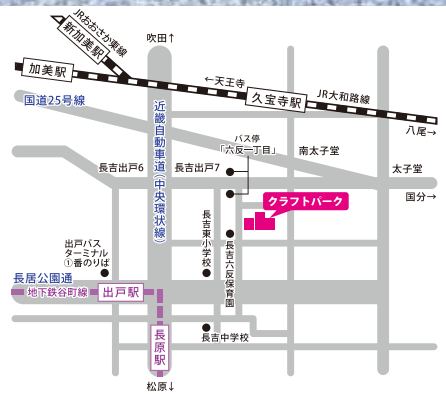 吹田↑
JRおおさか東線
新加美駅
加美駅
←天王寺
久宝寺駅
JR大和路線
国道25号線
八尾→
近畿自動車道(中央環状線)
バス停
「六反一丁目」
南太子堂
長吉出戸6
長吉出戸7
太子堂
国分→
クラフトパーク
出戸バス
ターミナル
①番のりば
長吉東小学校
長吉六反保育園
長居公園通
地下鉄谷町線
出戸駅
長原駅
長吉中学校
松原↓